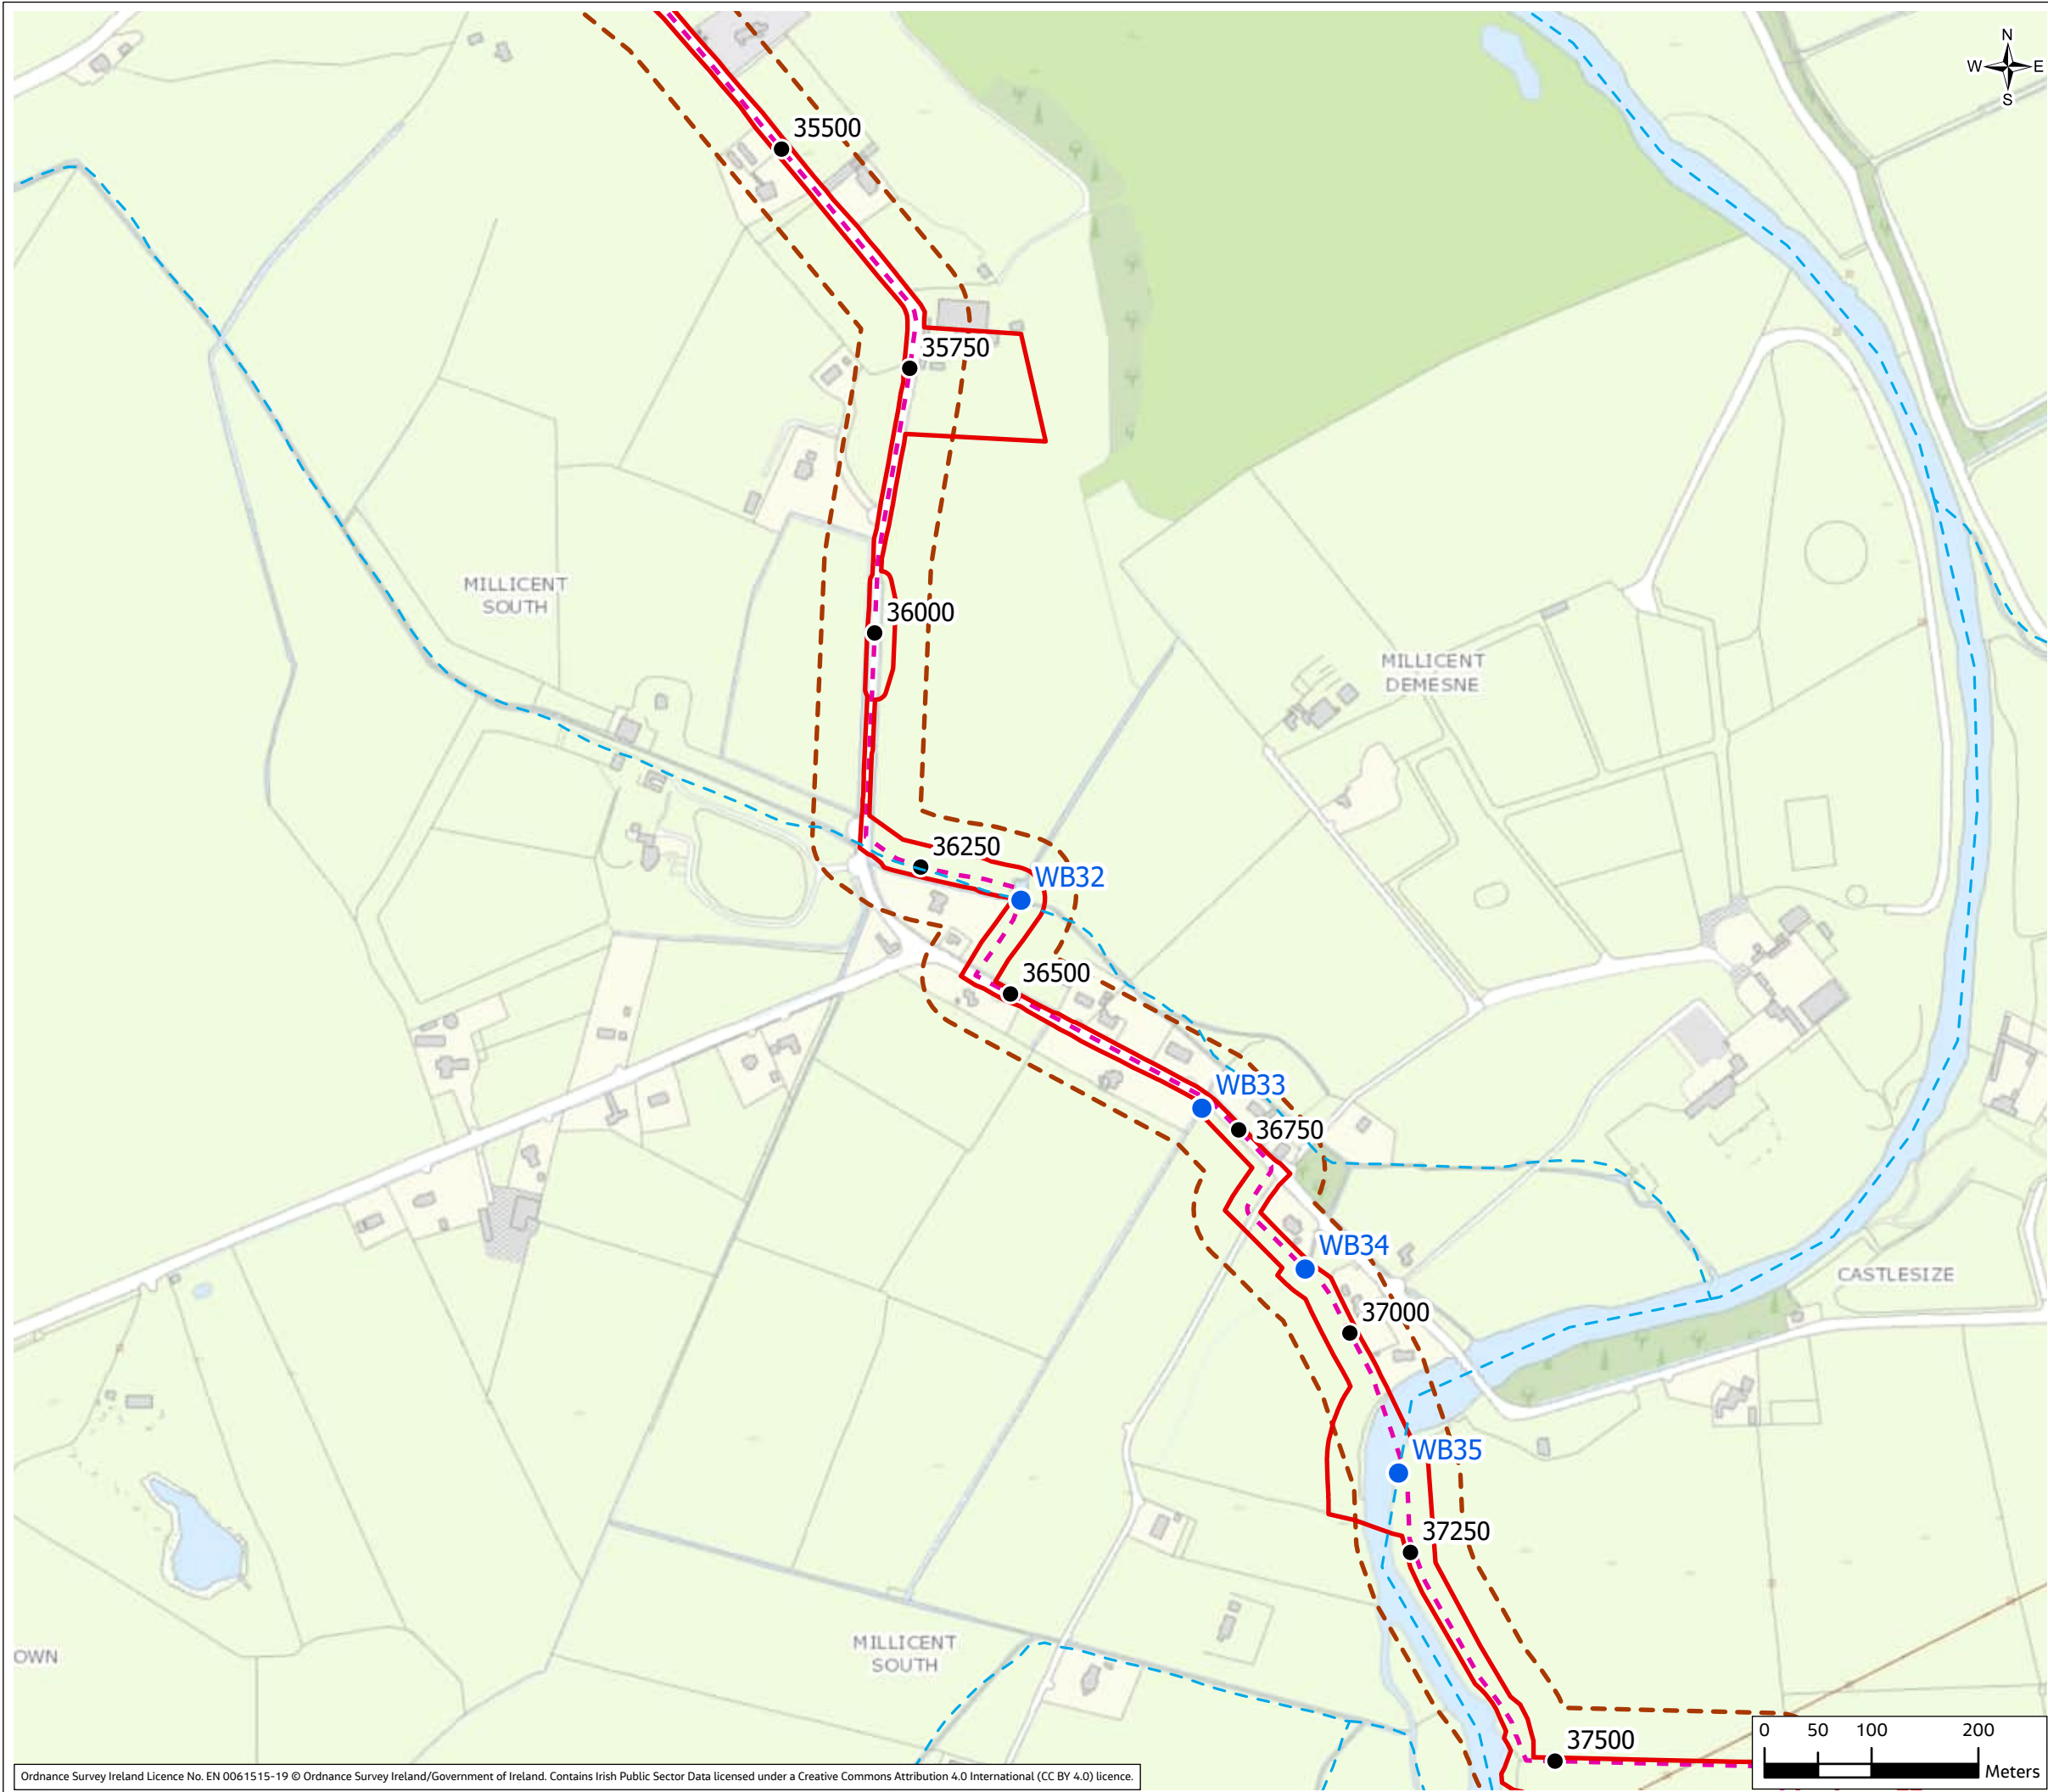 N
W E
S
35500
35750
36000
MILLICENT
SOUTH
MILLICENT
DEMESNE
36250
WB32
36500
WB33
36750
WB34
CASTLESIZE
37000
WB35
37250
MILLICENT
SOUTH
OWN
37500
0 50 100 200
Meters
Ordnance Survey Ireland Licence No. EN 0061515-19 © Ordnance Survey Ireland/Government of Ireland. Contains Irish Public Sector Data licensed under a Creative Commons Attribution 4.0 International (CC BY 4.0) licence.